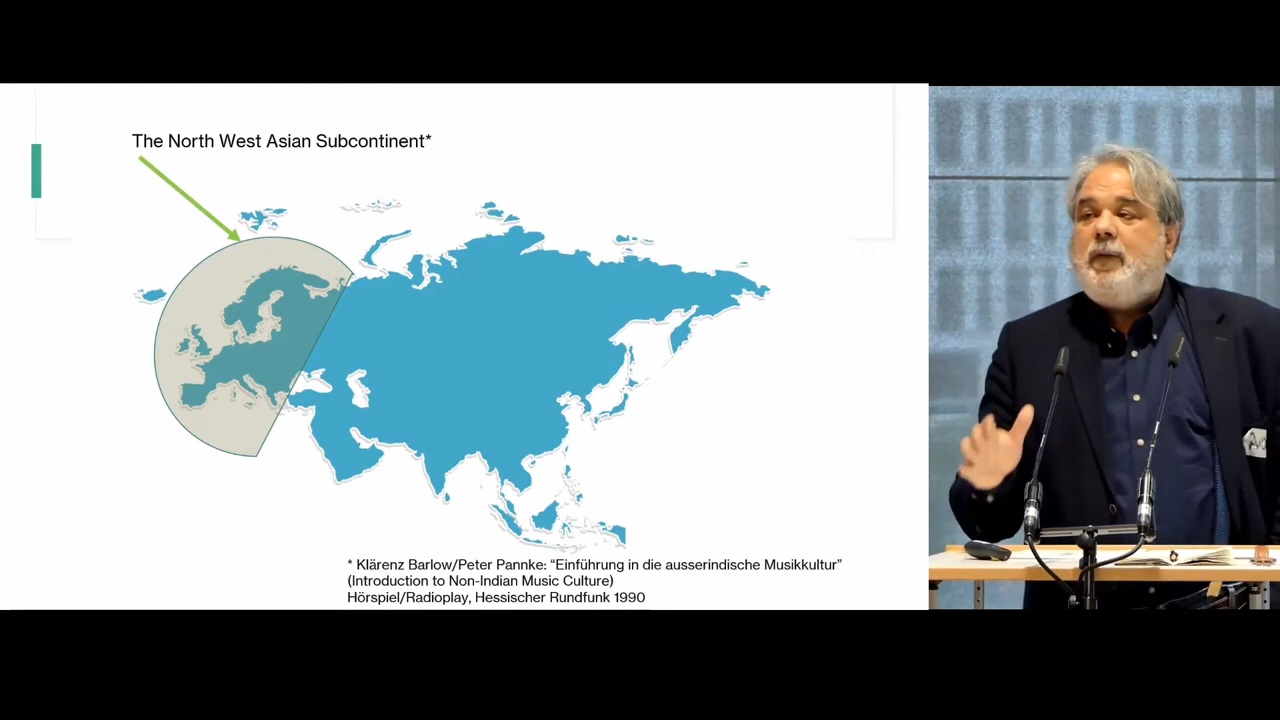 The North West Asian Subcontinent*
* Klärenz Barlow/Peter Pannke: “Einführung in die ausserindische Musikkultur”
(Introduction to Non-Indian Music Culture)
Hörspiel/Radioplay, Hessischer Rundfunk 1990